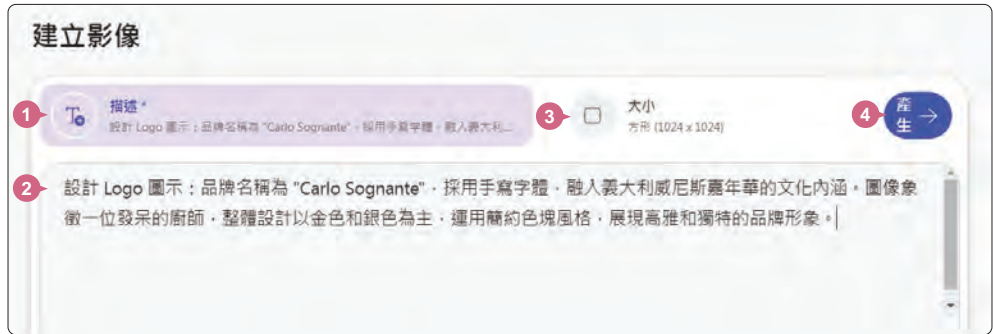 建立影像
1
描述 *
設計 Logo 圖示：品牌名稱為 "Carlo Sognante"，採用手寫字體，融入義大利...
3
大小
方形 (1024 x 1024)
4
產生
2
設計 Logo 圖示：品牌名稱為 "Carlo Sognante"，採用手寫字體，融入義大利威尼斯嘉年華的文化內涵。圖像象
徵一位發呆的廚師，整體設計以金色和銀色為主，運用簡約色塊風格，展現高雅和獨特的品牌形象。